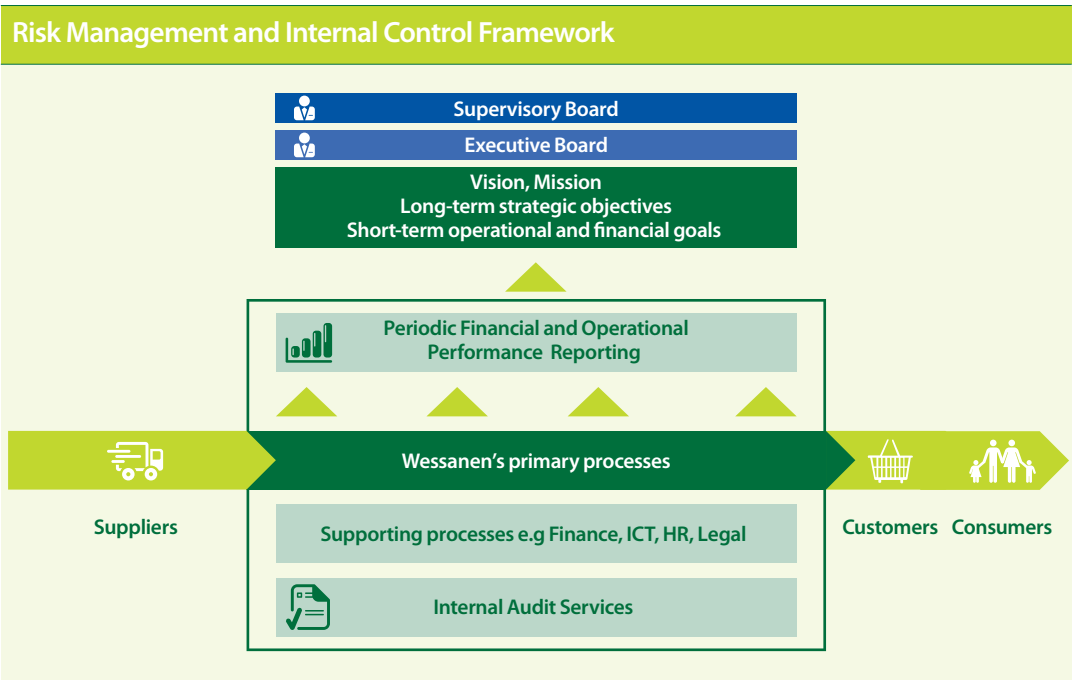 Risk Management and Internal Control Framework
Supervisory Board
Executive Board
Vision, Mission
Long-term strategic objectives
Short-term operational and financial goals
Periodic Financial and Operational
Performance Reporting
Wessanen's primary processes
Suppliers
Customers
Consumers
Supporting processes e.g Finance, ICT, HR, Legal
Internal Audit Services